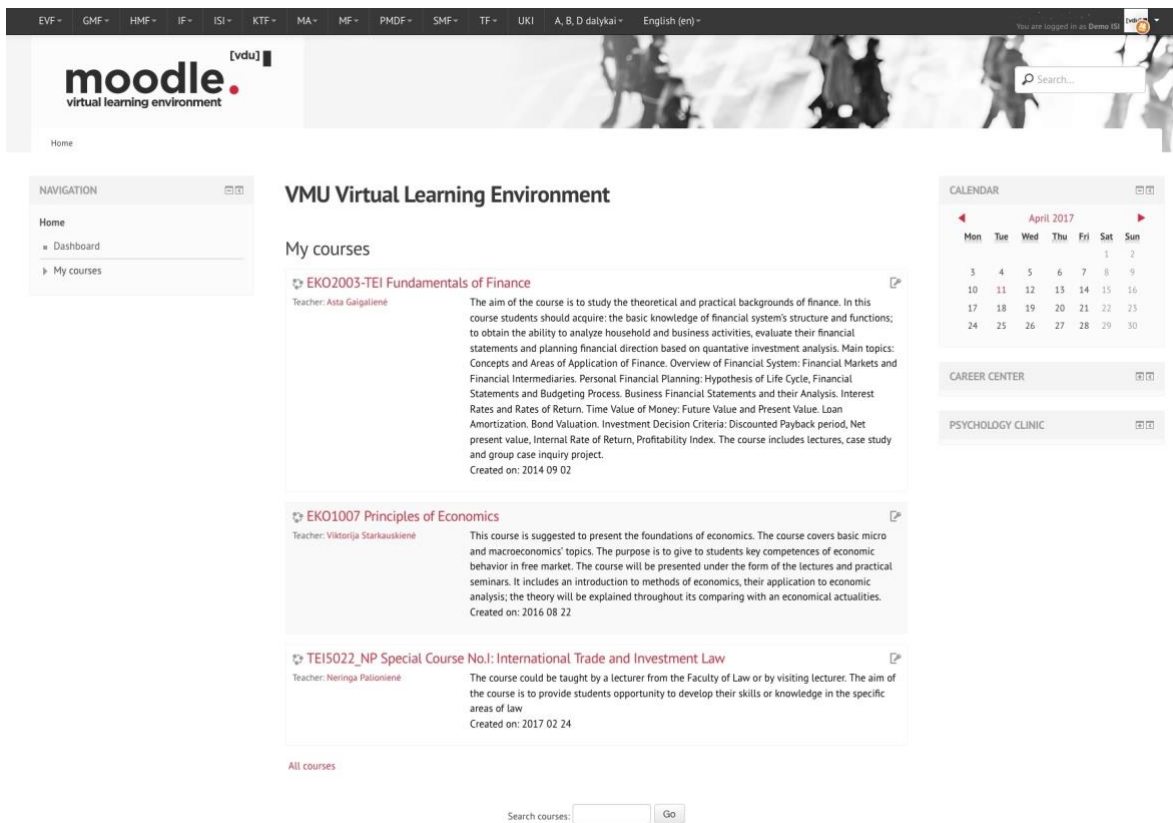 EVF GMF HMF IF ISI KTF MA MF PMDF SMF TF UKI A, B, D dalykai English (en)
You are logged in as Demo ISI
[vdu]
moodle.
virtual learning environment
Search...
Home
NAVIGATION
Home
Dashboard
My courses
VMU Virtual Learning Environment
My courses
EKO2003-TEI Fundamentals of Finance
Teacher: Asta Gaigalienė
The aim of the course is to study the theoretical and practical backgrounds of finance. In this
course students should acquire: the basic knowledge of financial system's structure and functions;
to obtain the ability to analyze household and business activities, evaluate their financial
statements and planning financial direction based on quantative investment analysis. Main topics:
Concepts and Areas of Application of Finance. Overview of Financial System: Financial Markets and
Financial Intermediaries. Personal Financial Planning: Hypothesis of Life Cycle, Financial
Statements and Budgeting Process. Business Financial Statements and their Analysis. Interest
Rates and Rates of Return. Time Value of Money: Future Value and Present Value. Loan
Amortization. Bond Valuation. Investment Decision Criteria: Discounted Payback period, Net
present value, Internal Rate of Return, Profitability Index. The course includes lectures, case study
and group case inquiry project.
Created on: 2014 09 02
EKO1007 Principles of Economics
Teacher: Viktorija Starkauskienė
This course is suggested to present the foundations of economics. The course covers basic micro
and macroeconomics' topics. The purpose is to give to students key competences of economic
behavior in free market. The course will be presented under the form of the lectures and practical
seminars. It includes an introduction to methods of economics, their application to economic
analysis; the theory will be explained throughout its comparing with an economical actualities.
Created on: 2016 08 22
TEI5022_NP Special Course No.I: International Trade and Investment Law
Teacher: Neringa Palionienė
The course could be taught by a lecturer from the Faculty of Law or by visiting lecturer. The aim of
the course is to provide students opportunity to develop their skills or knowledge in the specific
areas of law
Created on: 2017 02 24
All courses
Search courses: Go
CALENDAR
April 2017
Mon Tue Wed Thu Fri Sat Sun
1 2
3 4 5 6 7 8 9
10 11 12 13 14 15 16
17 18 19 20 21 22 23
24 25 26 27 28 29 30
CAREER CENTER
PSYCHOLOGY CLINIC